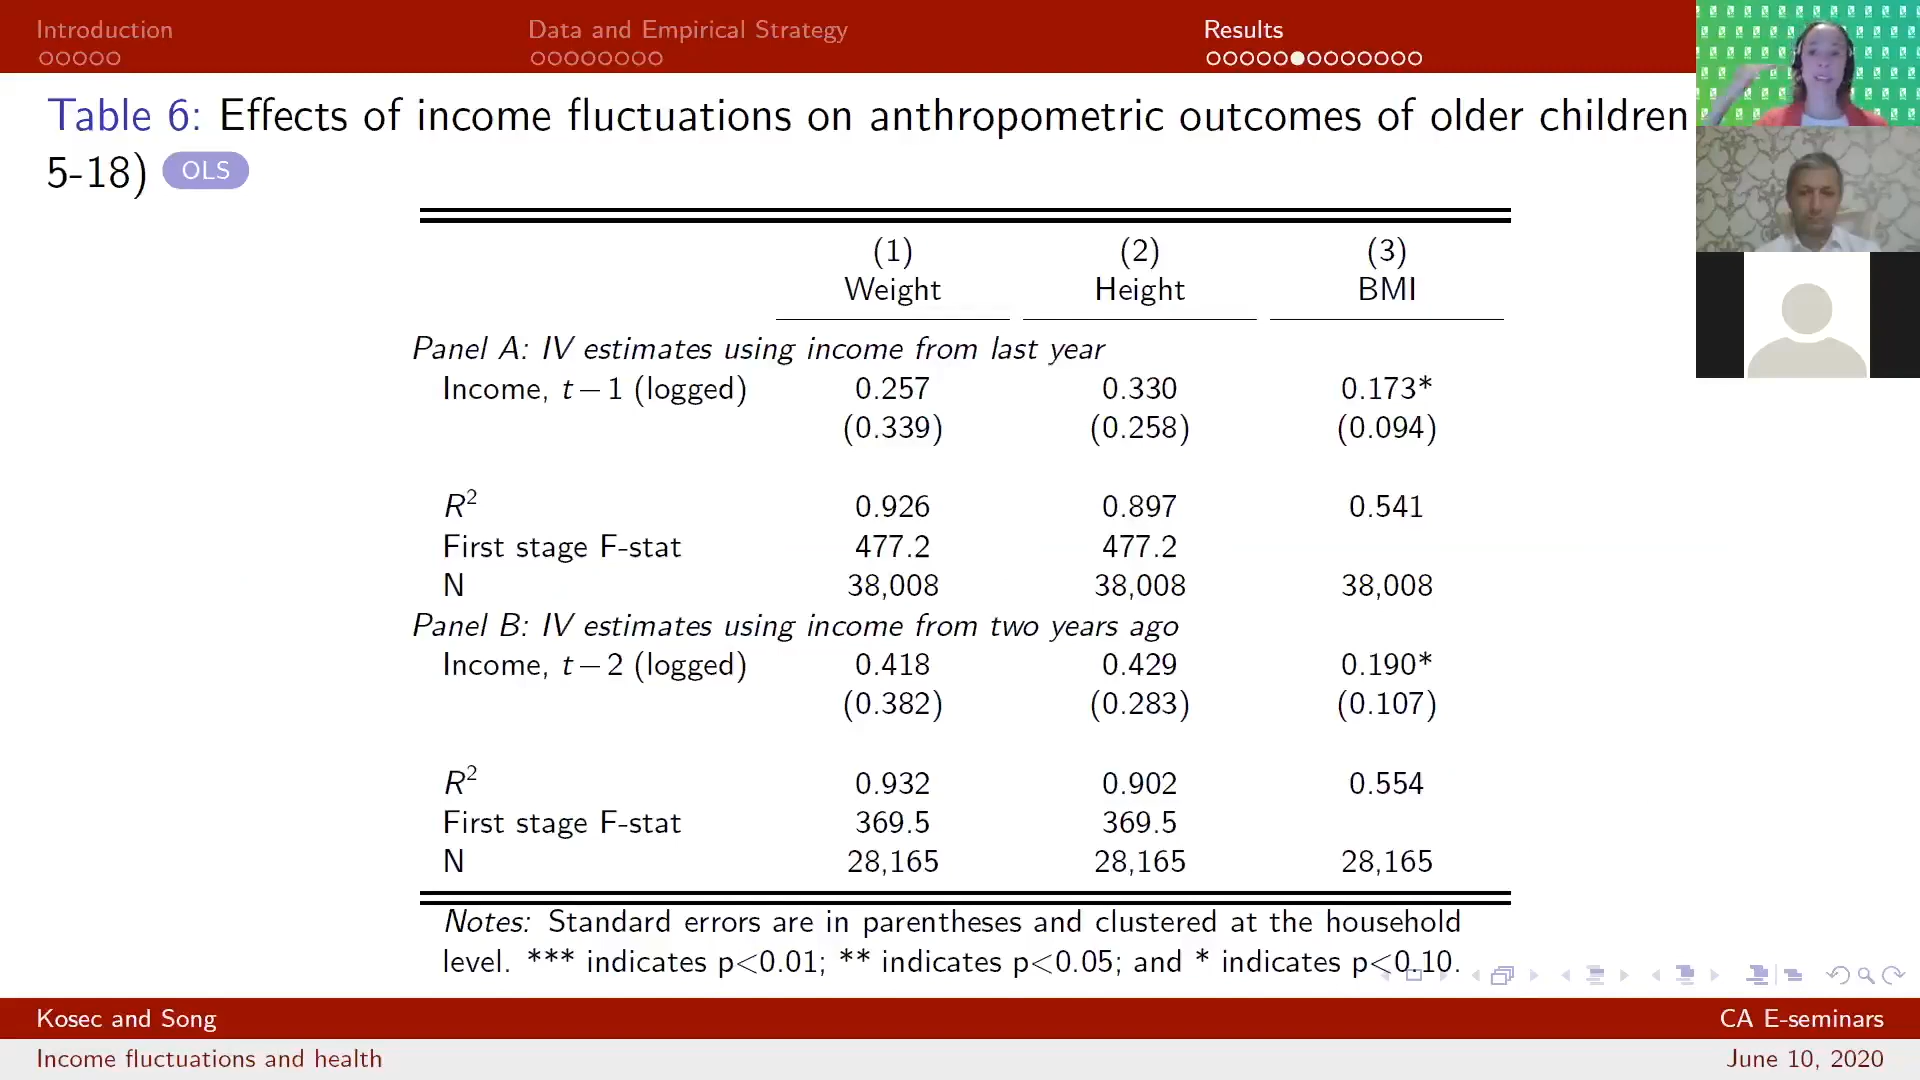 Introduction
Data and Empirical Strategy
Results
Table 6: Effects of income fluctuations on anthropometric outcomes of older children
5-18) OLS
(1) (2) (3)
Weight Height BMI
Panel A: IV estimates using income from last year
Income, t−1 (logged) 0.257 0.330 0.173*
(0.339) (0.258) (0.094)
R² 0.926 0.897 0.541
First stage F-stat 477.2 477.2
N 38,008 38,008 38,008
Panel B: IV estimates using income from two years ago
Income, t−2 (logged) 0.418 0.429 0.190*
(0.382) (0.283) (0.107)
R² 0.932 0.902 0.554
First stage F-stat 369.5 369.5
N 28,165 28,165 28,165
Notes: Standard errors are in parentheses and clustered at the household
level. *** indicates p<0.01; ** indicates p<0.05; and * indicates p<0.10.
Kosec and Song
CA E-seminars
Income fluctuations and health
June 10, 2020